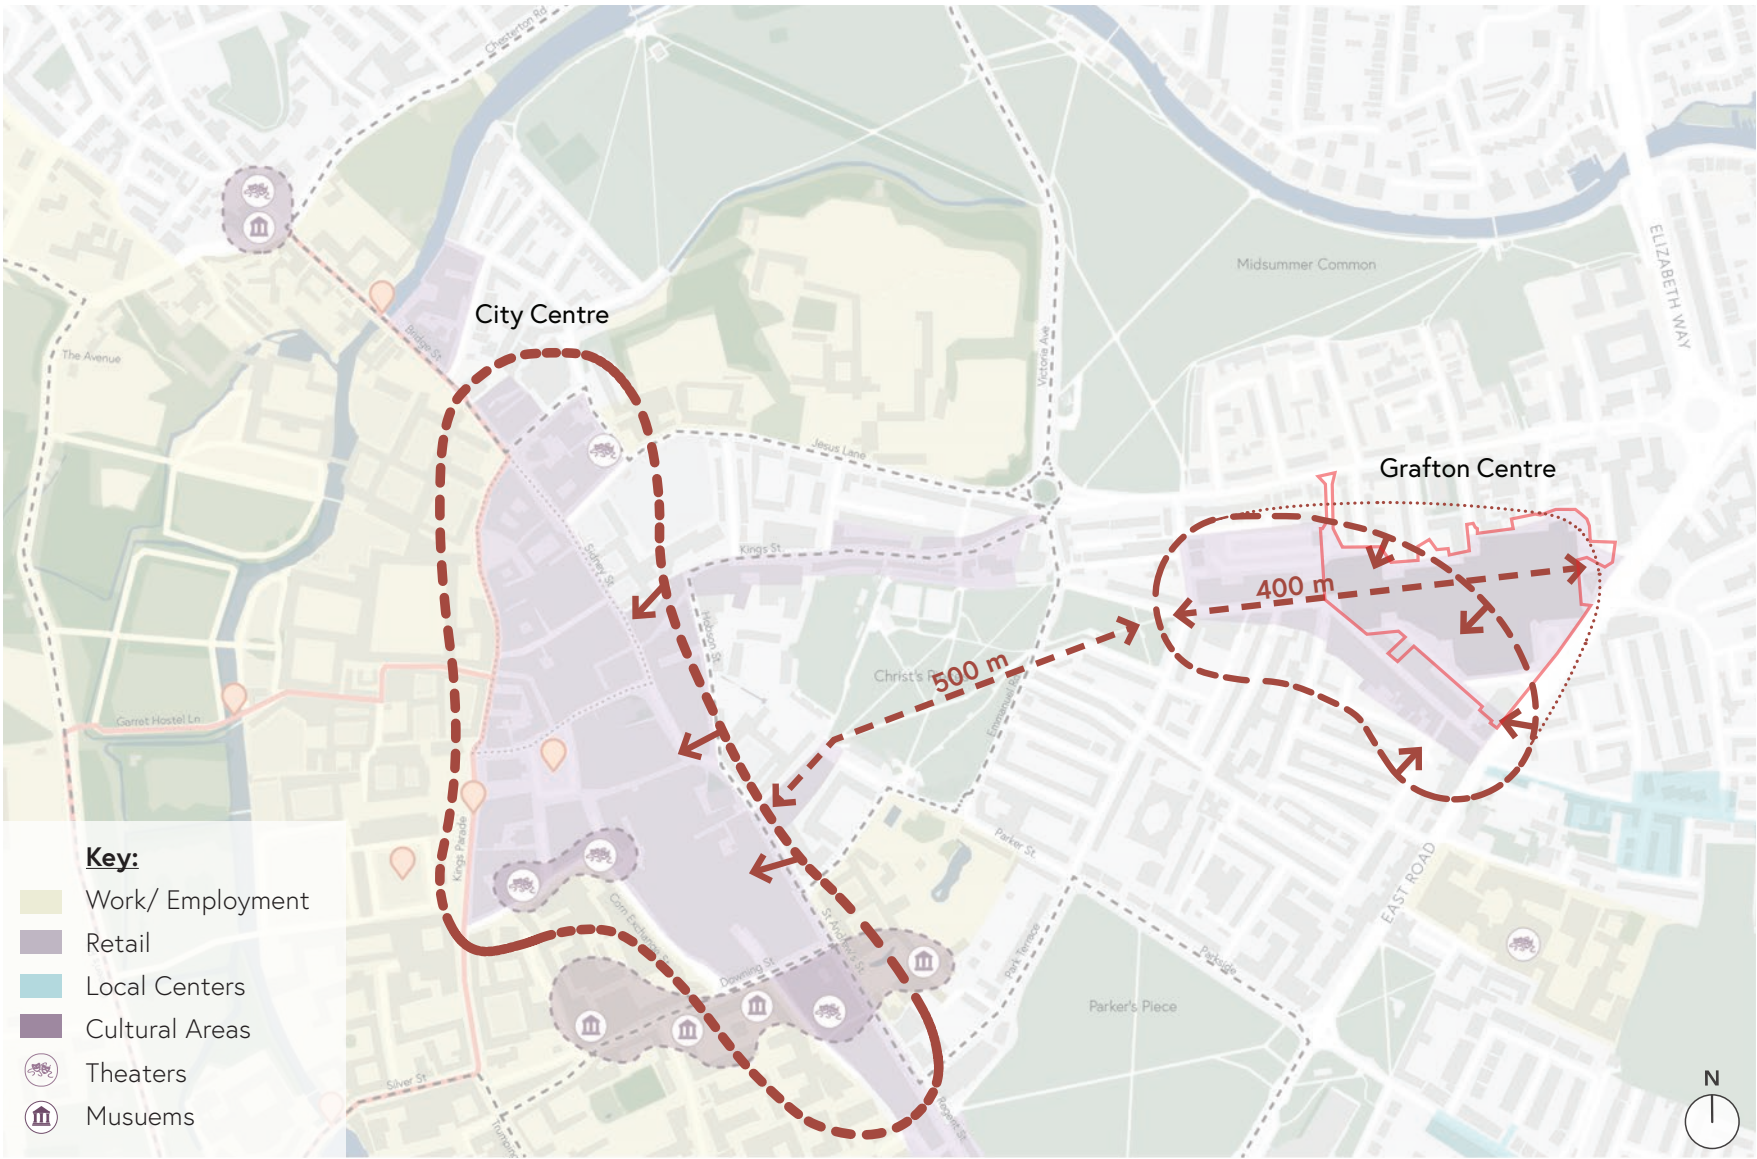 Chesterton Rd
ELIZABETH WAY
Midsummer Common
City Centre
Bridge St
The Avenue
Victoria Ave
Jesus Lane
Grafton Centre
Kings St
Sidney St
400 m
Hobson St
Christ's
500 m
Emmanuel
Garret Hostel Ln
Kings Parade
Parker St.
EAST ROAD
Corn Exchange St
St Andrew's St
Park Terrace
Parkside
Downing St
Parker's Piece
Key:
Work/ Employment
Retail
Local Centers
Cultural Areas
Theaters
Musuems
Silver St
Regent St
N